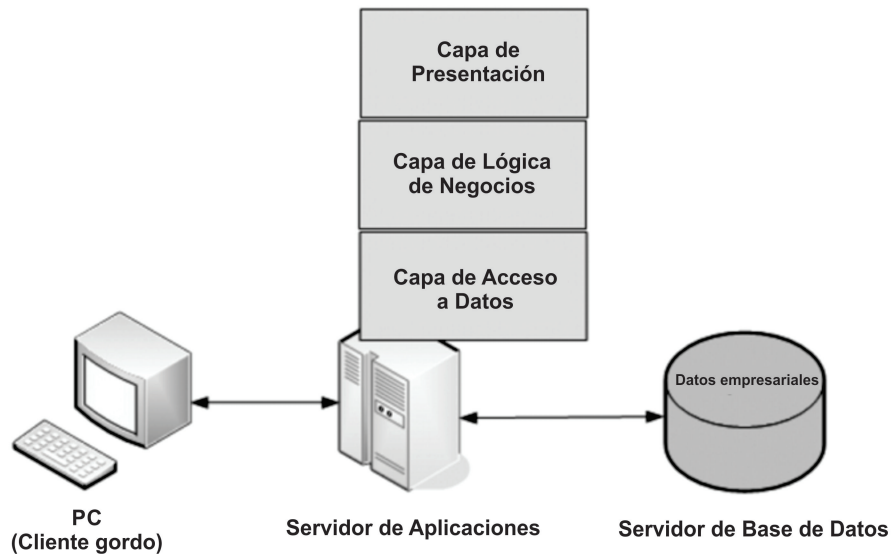 Capa de
Presentación
Capa de Lógica
de Negocios
Capa de Acceso
a Datos
Datos empresariales
PC
(Cliente gordo)
Servidor de Aplicaciones
Servidor de Base de Datos